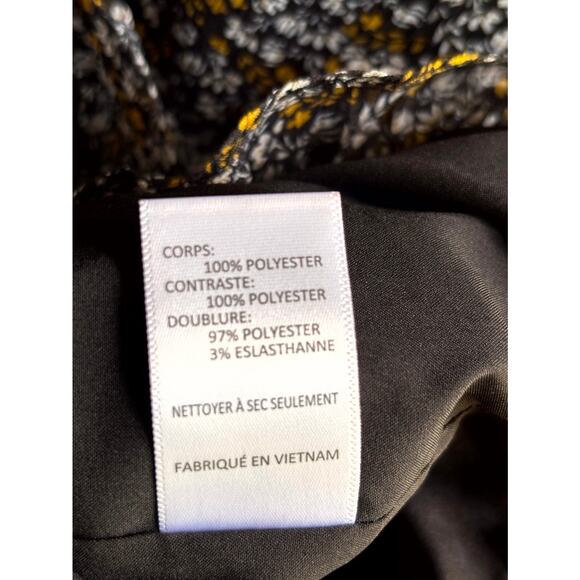 CORPS:
100% POLYESTER
CONTRASTE:
100% POLYESTER
DOUBLURE:
97% POLYESTER
3% ESLASTHANNE
NETTOYER À SEC SEULEMENT
FABRIQUÉ EN VIETNAM